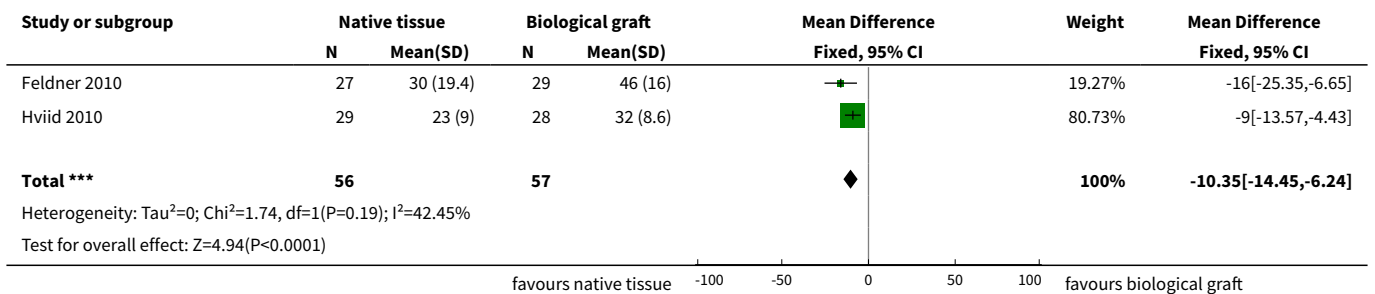 Study or subgroup Native tissue Biological graft Mean Difference Weight Mean Difference
N Mean(SD) N Mean(SD) Fixed, 95% CI Fixed, 95% CI
Feldner 2010 27 30 (19.4) 29 46 (16) 19.27% -16[-25.35,-6.65]
Hviid 2010 29 23 (9) 28 32 (8.6) 80.73% -9[-13.57,-4.43]
Total *** 56 57 100% -10.35[-14.45,-6.24]
Heterogeneity: Tau²=0; Chi²=1.74, df=1(P=0.19); I²=42.45%
Test for overall effect: Z=4.94(P<0.0001)
favours native tissue -100 -50 0 50 100 favours biological graft